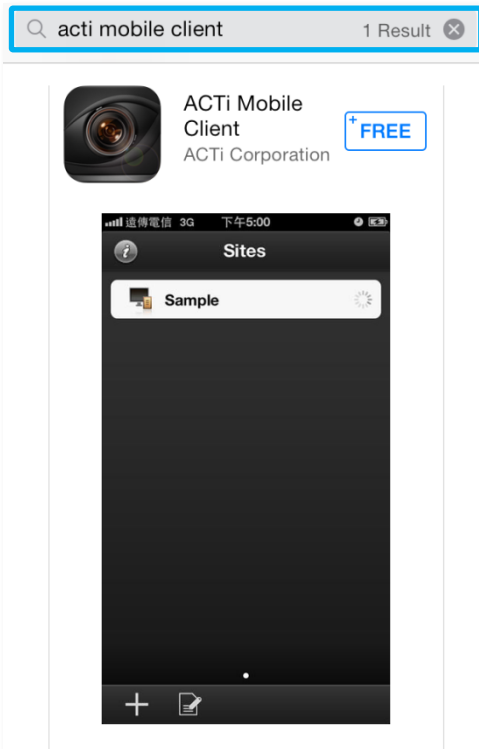 acti mobile client 1 Result
ACTi Mobile
Client
ACTi Corporation
+FREE
遠傳電信 3G 下午5:00
Sites
Sample